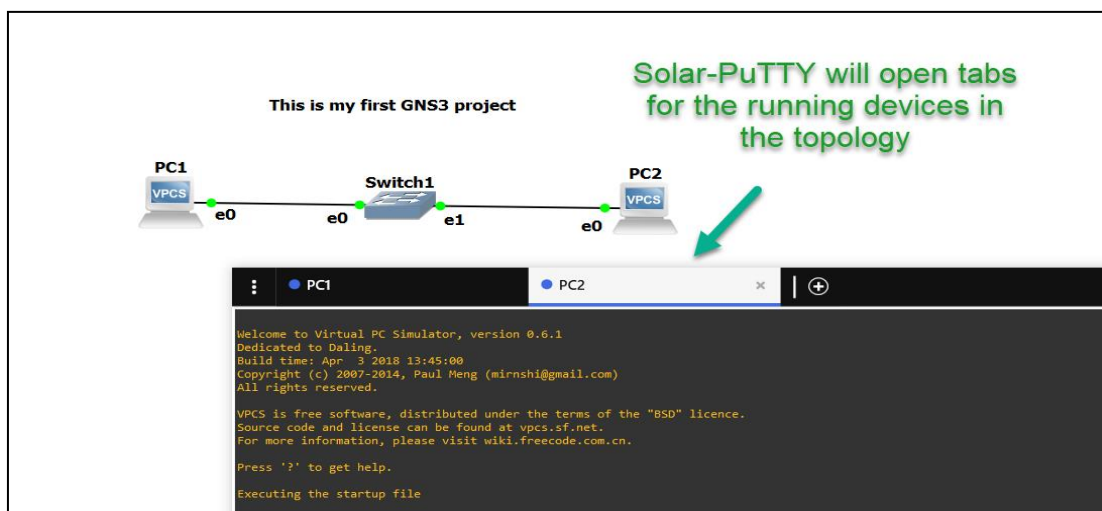 Solar-PuTTY will open tabs
for the running devices in
the topology
This is my first GNS3 project
PC1
VPCS
e0
e0
Switch1
e1
e0
PC2
VPCS
PC1
PC2
Welcome to Virtual PC Simulator, version 0.6.1
Dedicated to Daling.
Build time: Apr  3 2018 13:45:00
Copyright (c) 2007-2014, Paul Meng (mirnshi@gmail.com)
All rights reserved.
VPCS is free software, distributed under the terms of the "BSD" licence.
Source code and license can be found at vpcs.sf.net.
For more information, please visit wiki.freecode.com.cn.
Press '?' to get help.
Executing the startup file